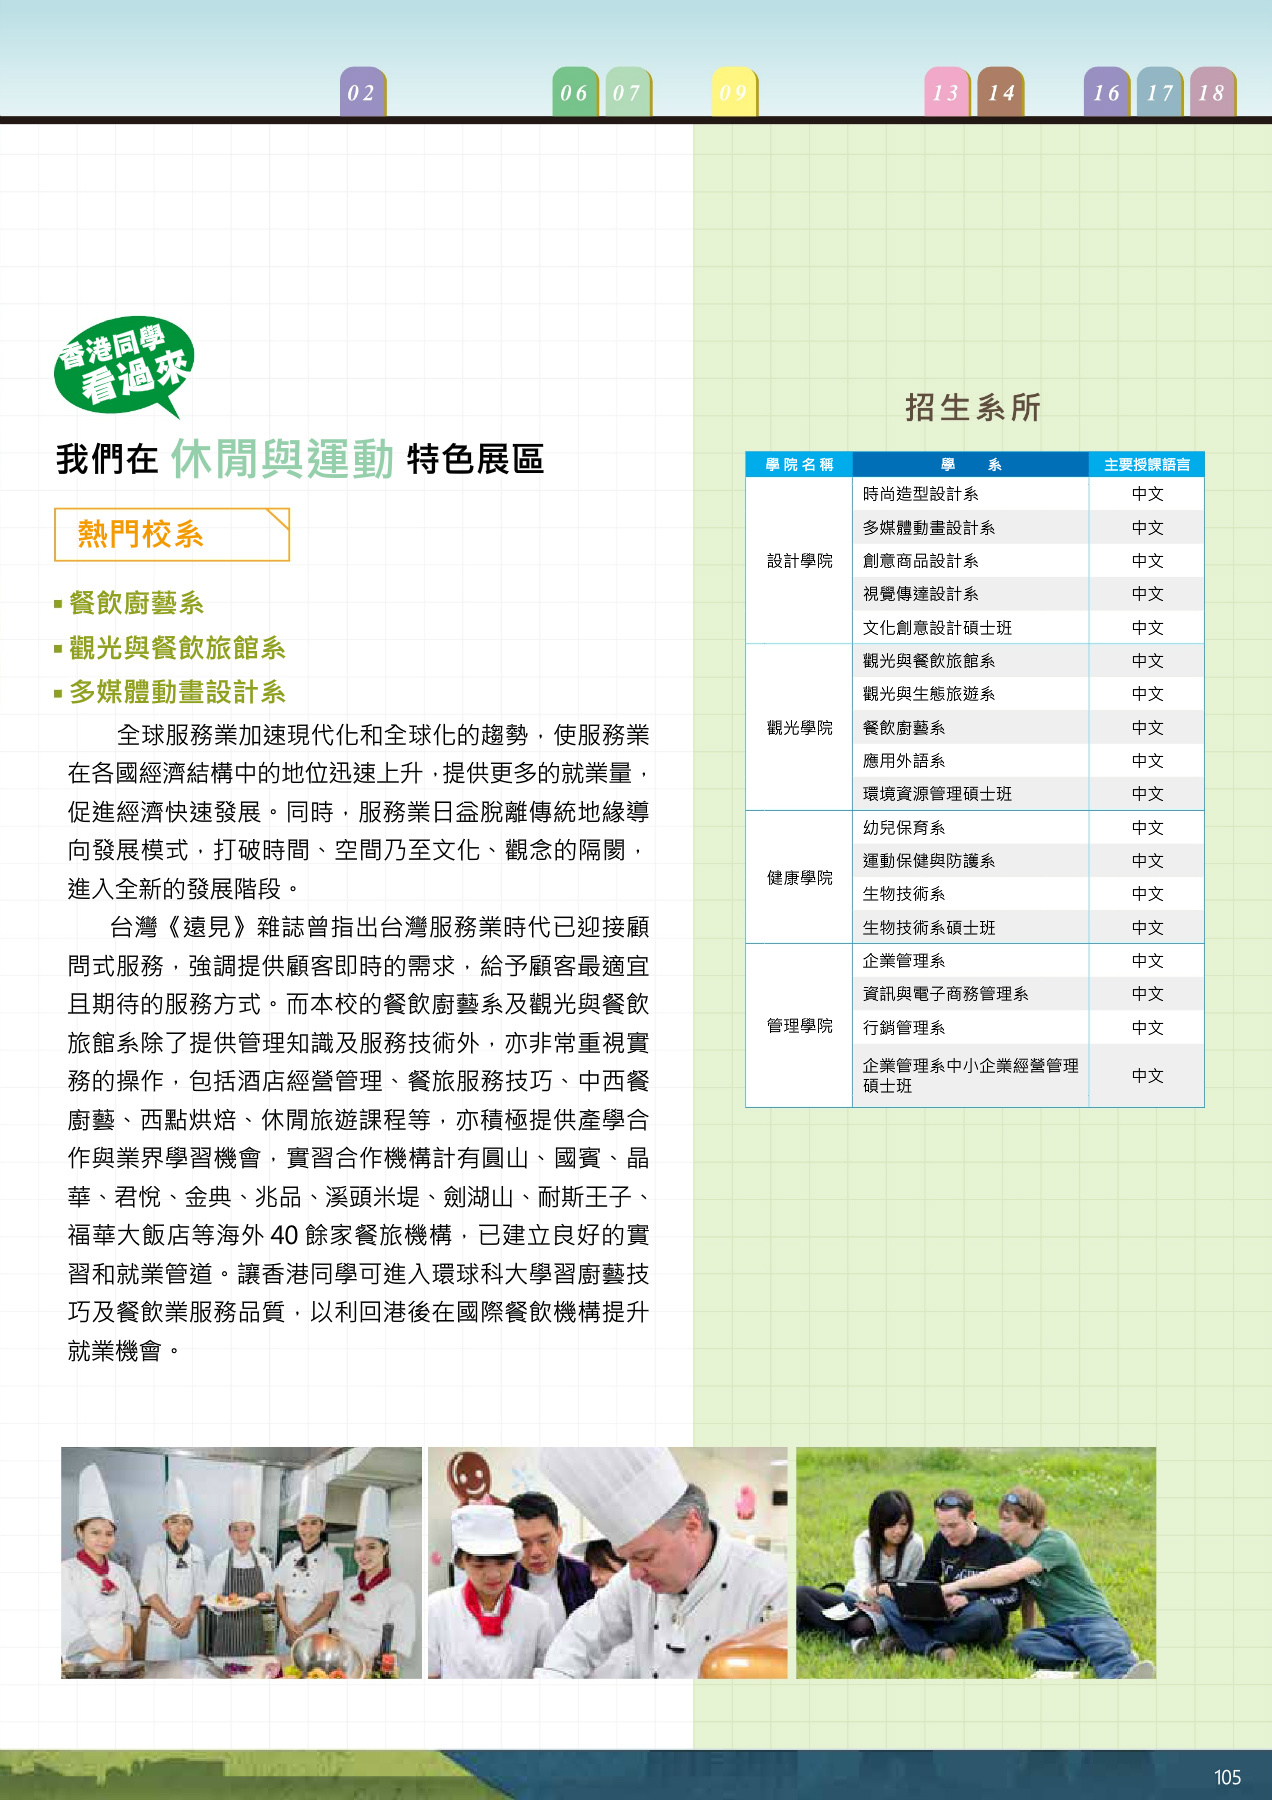 02
06
07
09
13
14
16
17
18
香港同學
看過來
我們在 休閒與運動 特色展區
熱門校系
▪餐飲廚藝系
▪觀光與餐飲旅館系
▪多媒體動畫設計系
全球服務業加速現代化和全球化的趨勢，使服務業
在各國經濟結構中的地位迅速上升，提供更多的就業量，
促進經濟快速發展。同時，服務業日益脫離傳統地緣導
向發展模式，打破時間、空間乃至文化、觀念的隔閡，
進入全新的發展階段。
台灣《遠見》雜誌曾指出台灣服務業時代已迎接顧
問式服務，強調提供顧客即時的需求，給予顧客最適宜
且期待的服務方式。而本校的餐飲廚藝系及觀光與餐飲
旅館系除了提供管理知識及服務技術外，亦非常重視實
務的操作，包括酒店經營管理、餐旅服務技巧、中西餐
廚藝、西點烘焙、休閒旅遊課程等，亦積極提供產學合
作與業界學習機會，實習合作機構計有圓山、國賓、晶
華、君悅、金典、兆品、溪頭米堤、劍湖山、耐斯王子、
福華大飯店等海外 40 餘家餐旅機構，已建立良好的實
習和就業管道。讓香港同學可進入環球科大學習廚藝技
巧及餐飲業服務品質，以利回港後在國際餐飲機構提升
就業機會。
招生系所
學院名稱 學 系 主要授課語言
設計學院
時尚造型設計系 中文
多媒體動畫設計系 中文
創意商品設計系 中文
視覺傳達設計系 中文
文化創意設計碩士班 中文
觀光學院
觀光與餐飲旅館系 中文
觀光與生態旅遊系 中文
餐飲廚藝系 中文
應用外語系 中文
環境資源管理碩士班 中文
健康學院
幼兒保育系 中文
運動保健與防護系 中文
生物技術系 中文
生物技術系碩士班 中文
管理學院
企業管理系 中文
資訊與電子商務管理系 中文
行銷管理系 中文
企業管理系中小企業經營管理
碩士班 中文
105